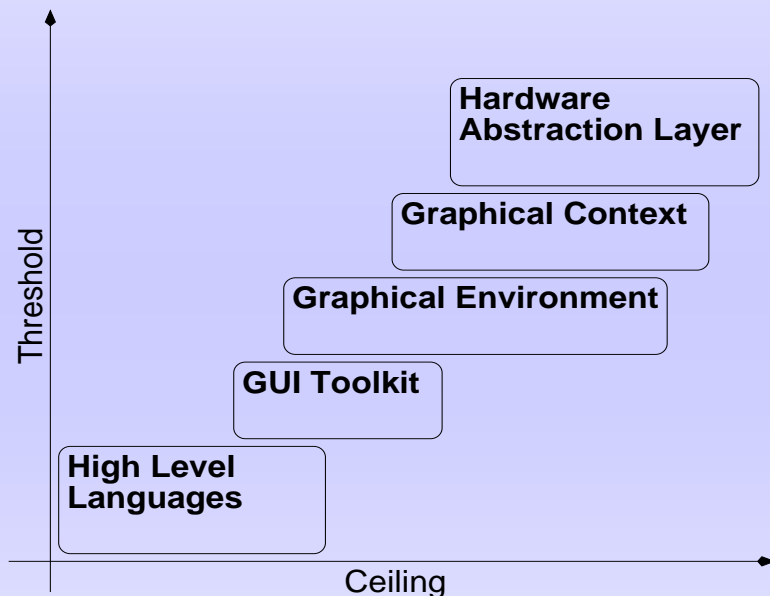 Hardware
Abstraction Layer
Graphical Context
Threshold
Graphical Environment
GUI Toolkit
High Level
Languages
Ceiling